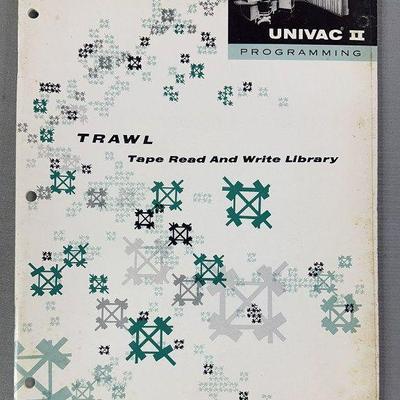 UNIVAC II
PROGRAMMING
TRAWL
Tape Read And Write Library